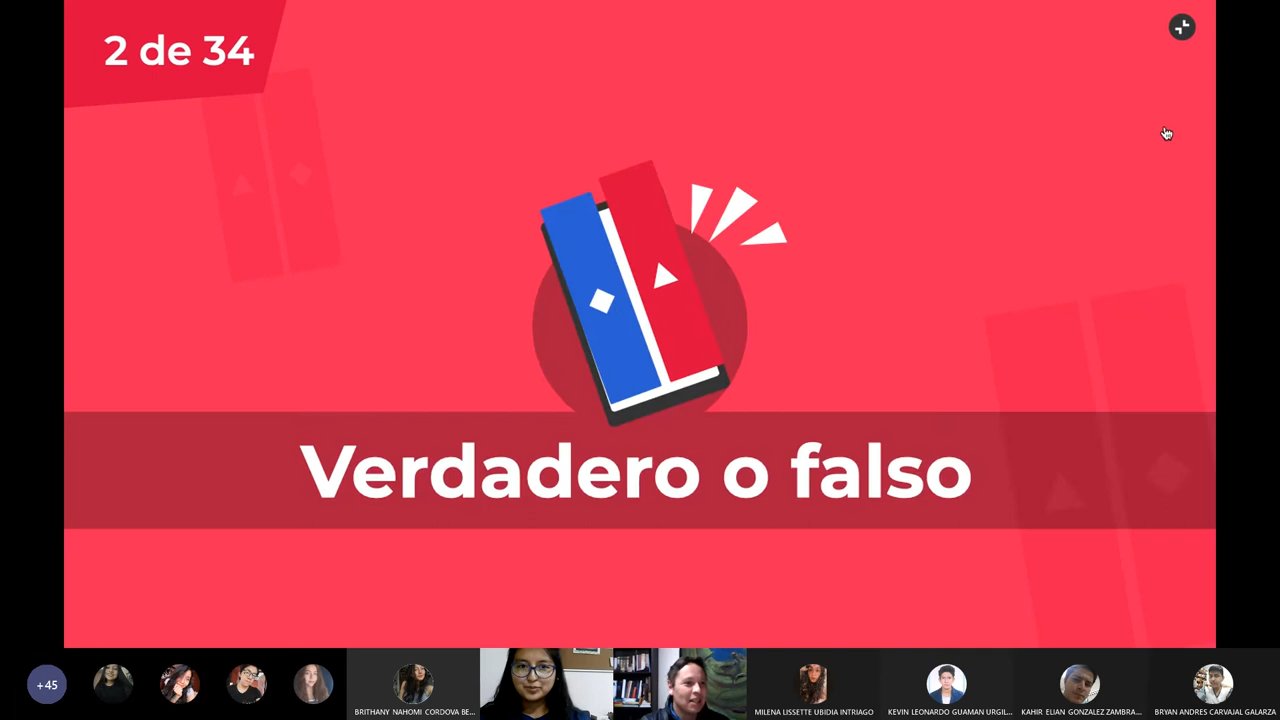 2 de 34
Verdadero o falso
+45
BRITHANY NAHOMI CORDOVA BE...
MILENA LISSETTE UBIDIA INTRIAGO
KEVIN LEONARDO GUAMAN URGIL...
KAHIR ELIAN GONZALEZ ZAMBRA...
BRYAN ANDRES CARVAJAL GALARZA